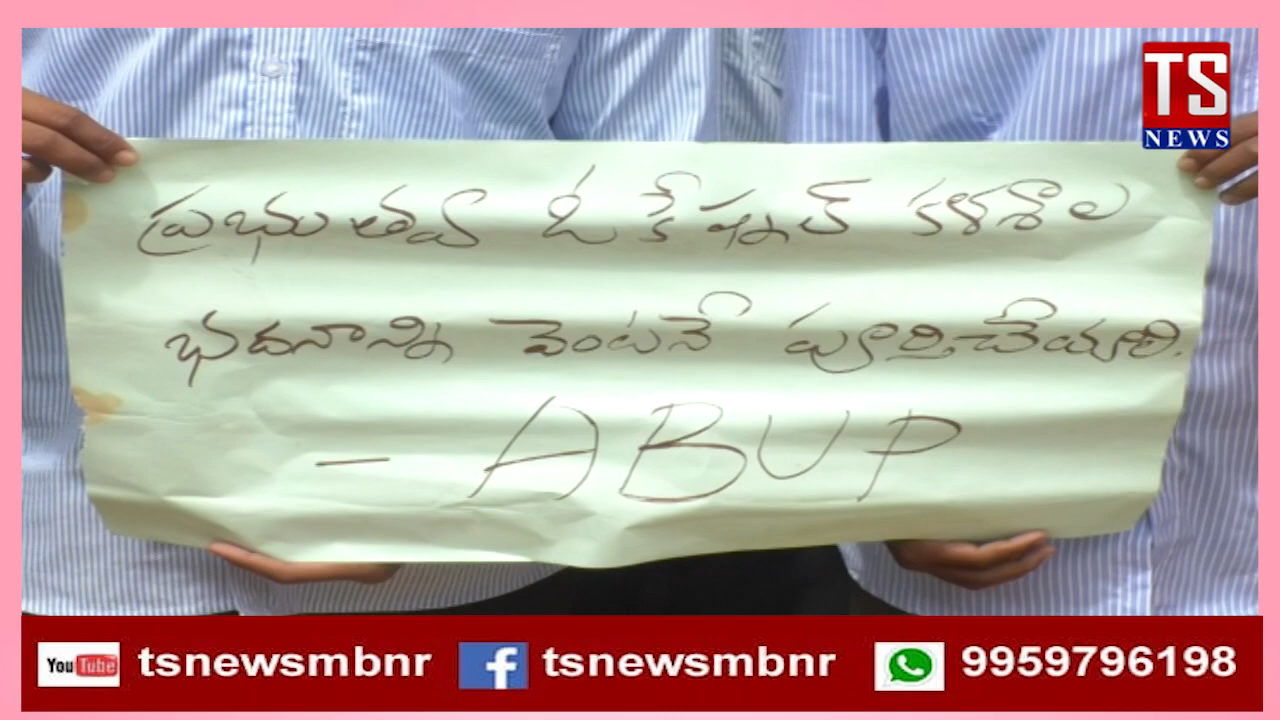 TS
NEWS
ప్రభుత్వ ఓకేషనల్ కళాశాల
భవనాన్ని వెంటనే పూర్తిచేయాలి.
- ABVP
YouTube tsnewsmbnr f tsnewsmbnr 9959796198